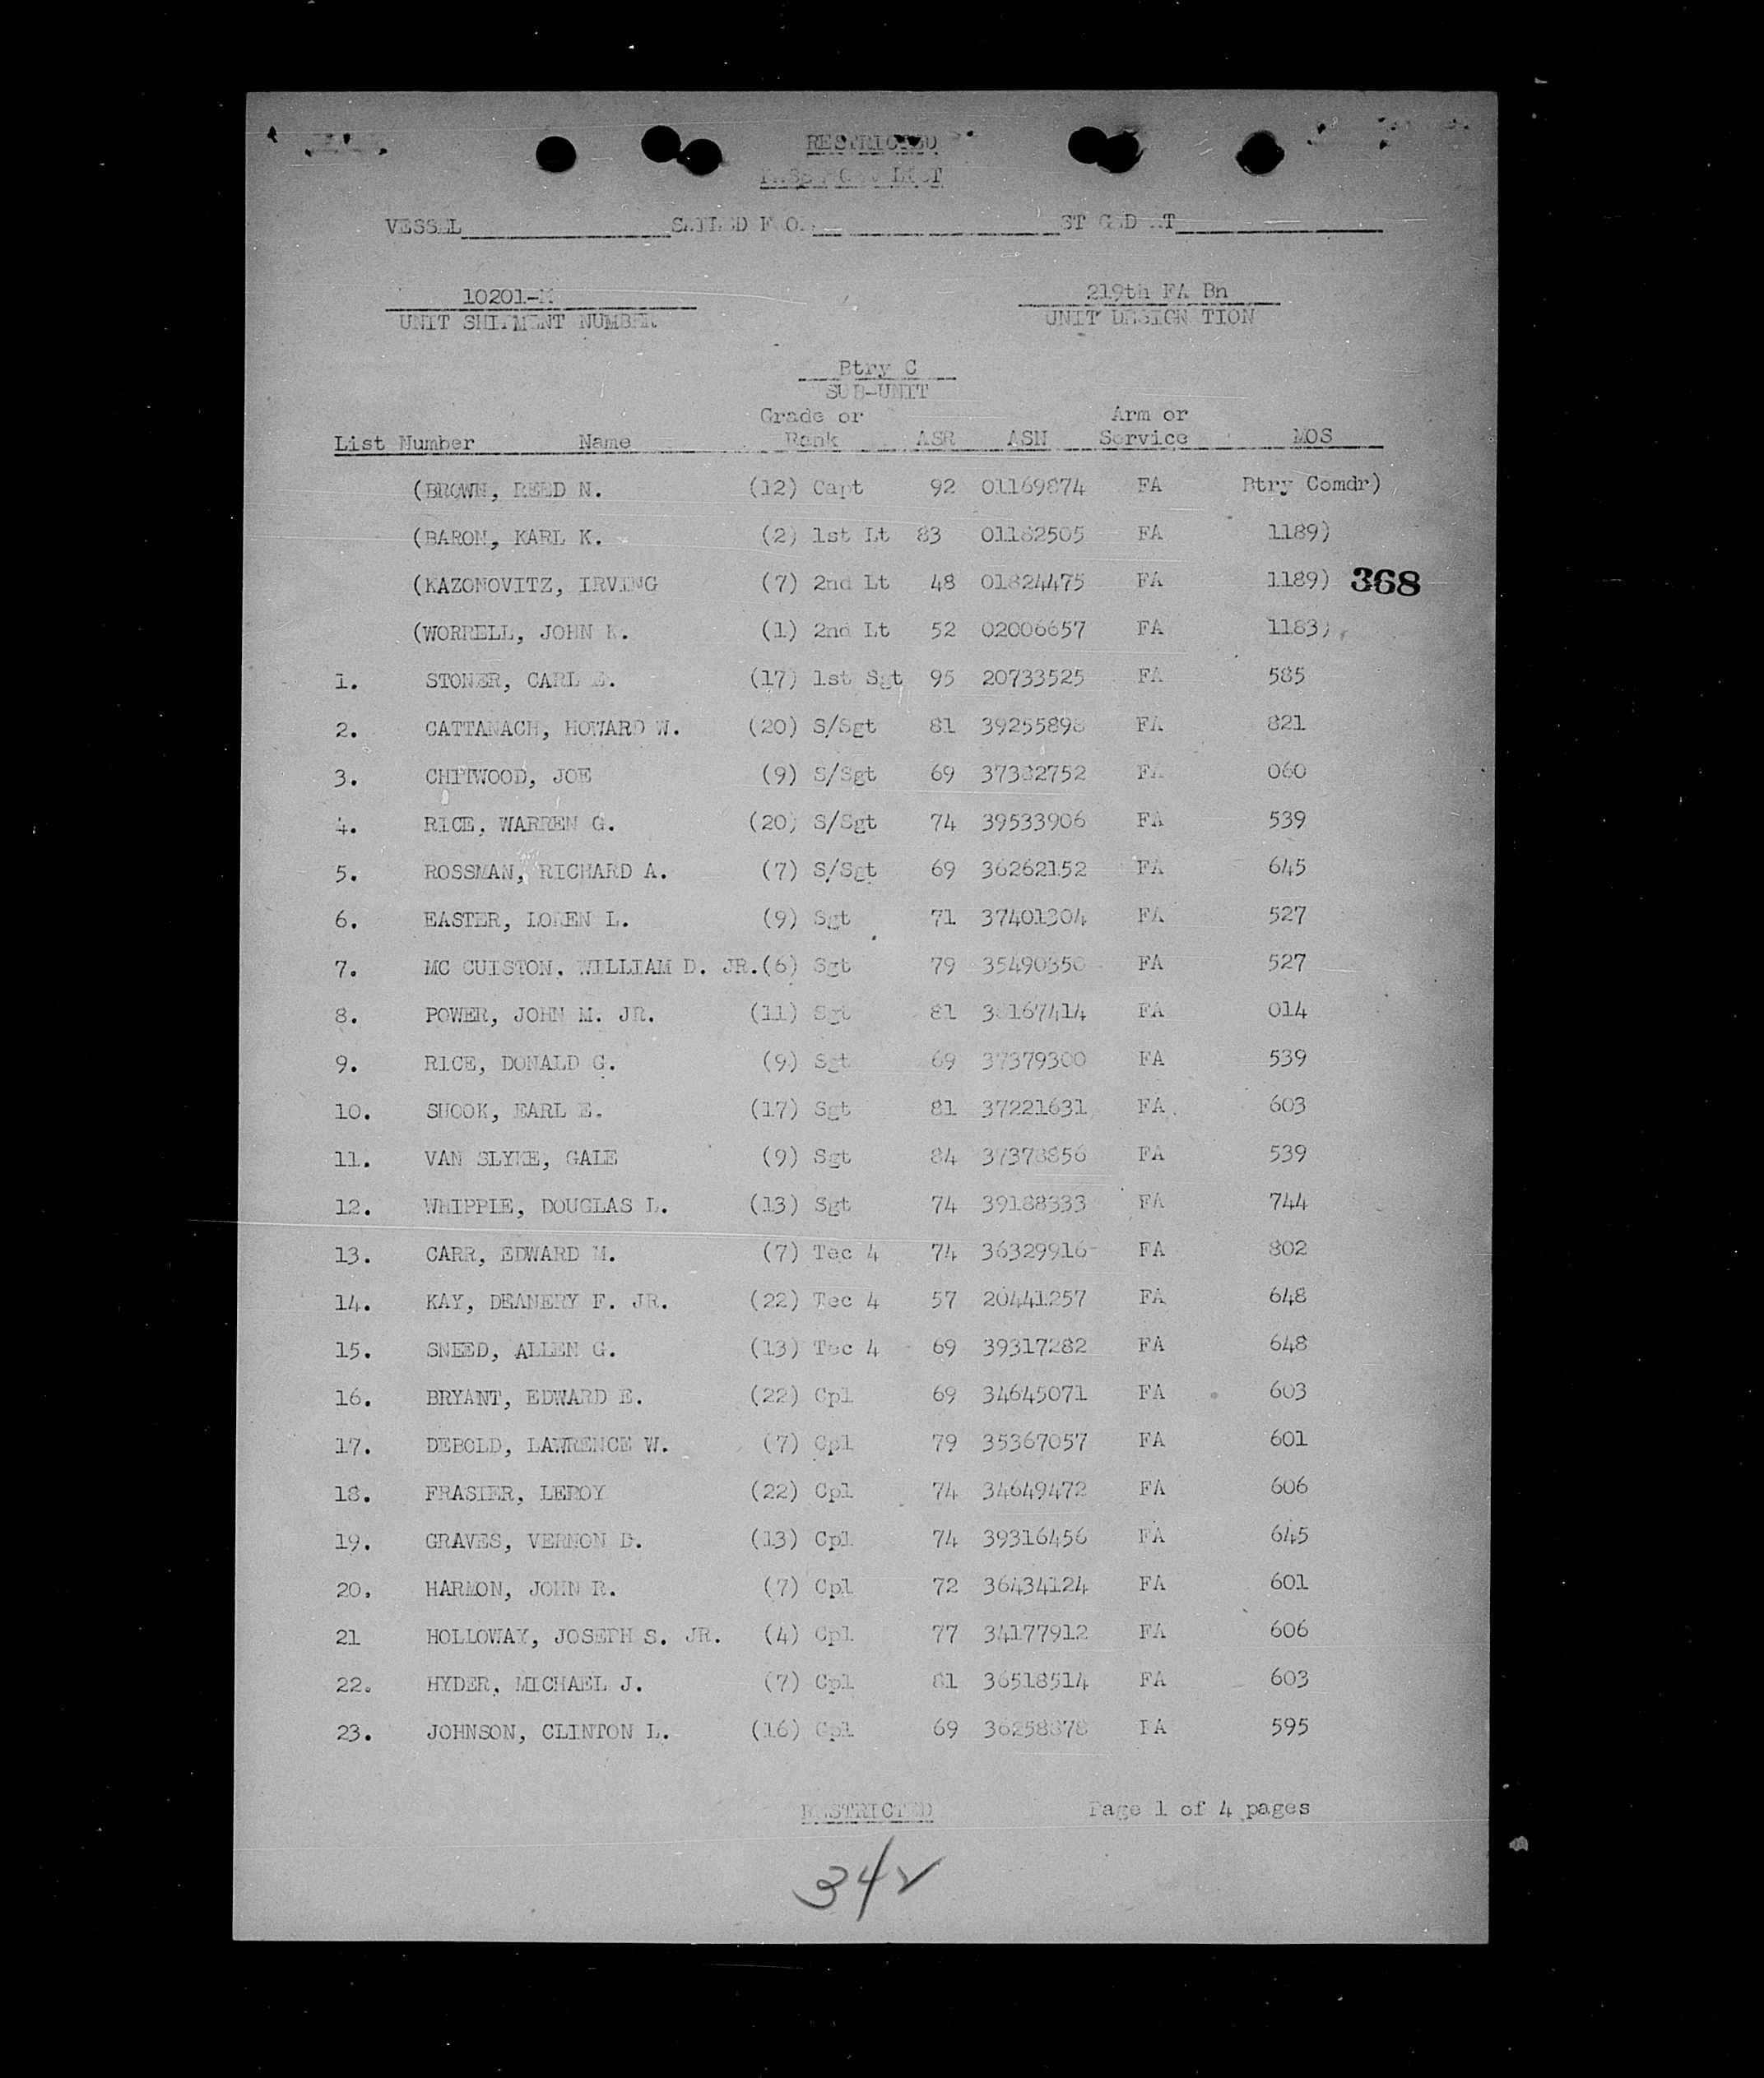 RESTRICTED
PASSENGER LIST
VESSEL SAILED FROM STAGED AT
10201-M 219th FA Bn
UNIT SHIPMENT NUMBER UNIT DESIGNATION
Btry C
SUB-UNIT
Grade or Arm or
List Number Name Rank ASR ASN Service MOS
(BROWN, REED N. (12) Capt 92 01169874 FA Btry Comdr)
(BARON, KARL K. (2) 1st Lt 83 01182505 FA 1189)
(KAZONOVITZ, IRVING (7) 2nd Lt 48 01824475 FA 1189) 368
(WORRELL, JOHN K. (1) 2nd Lt 52 02006657 FA 1183)
1. STONER, CARL E. (17) 1st Sgt 95 20733525 FA 585
2. CATTANACH, HOWARD W. (20) S/Sgt 81 39255898 FA 821
3. CHITWOOD, JOE (9) S/Sgt 69 37382752 FA 060
4. RICE, WARREN G. (20) S/Sgt 74 39533906 FA 539
5. ROSSMAN, RICHARD A. (7) S/Sgt 69 36262152 FA 645
6. EASTER, LOREN L. (9) Sgt 71 37401304 FA 527
7. MC CUISTON, WILLIAM D. JR.(6) Sgt 79 35490350 FA 527
8. POWER, JOHN M. JR. (11) Sgt 81 38167414 FA 014
9. RICE, DONALD G. (9) Sgt 69 37379300 FA 539
10. SHOOK, EARL E. (17) Sgt 81 37221631 FA 603
11. VAN SLYKE, GALE (9) Sgt 84 37378856 FA 539
12. WHIPPLE, DOUGLAS L. (13) Sgt 74 39188333 FA 744
13. CARR, EDWARD M. (7) Tec 4 74 36329916 FA 802
14. KAY, DEANERY F. JR. (22) Tec 4 57 20441257 FA 648
15. SNEED, ALLEN G. (13) Tec 4 69 39317282 FA 648
16. BRYANT, EDWARD E. (22) Cpl 69 34645071 FA 603
17. DEBOLD, LAWRENCE W. (7) Cpl 79 35367057 FA 601
18. FRASIER, LEROY (22) Cpl 74 34649472 FA 606
19. GRAVES, VERNON D. (13) Cpl 74 39316456 FA 645
20. HARMON, JOHN R. (7) Cpl 72 36434124 FA 601
21 HOLLOWAY, JOSEPH S. JR. (4) Cpl 77 34177912 FA 606
22. HYDER, MICHAEL J. (7) Cpl 81 36518514 FA 603
23. JOHNSON, CLINTON L. (16) Cpl 69 36258878 FA 595
RESTRICTED Page 1 of 4 pages
34